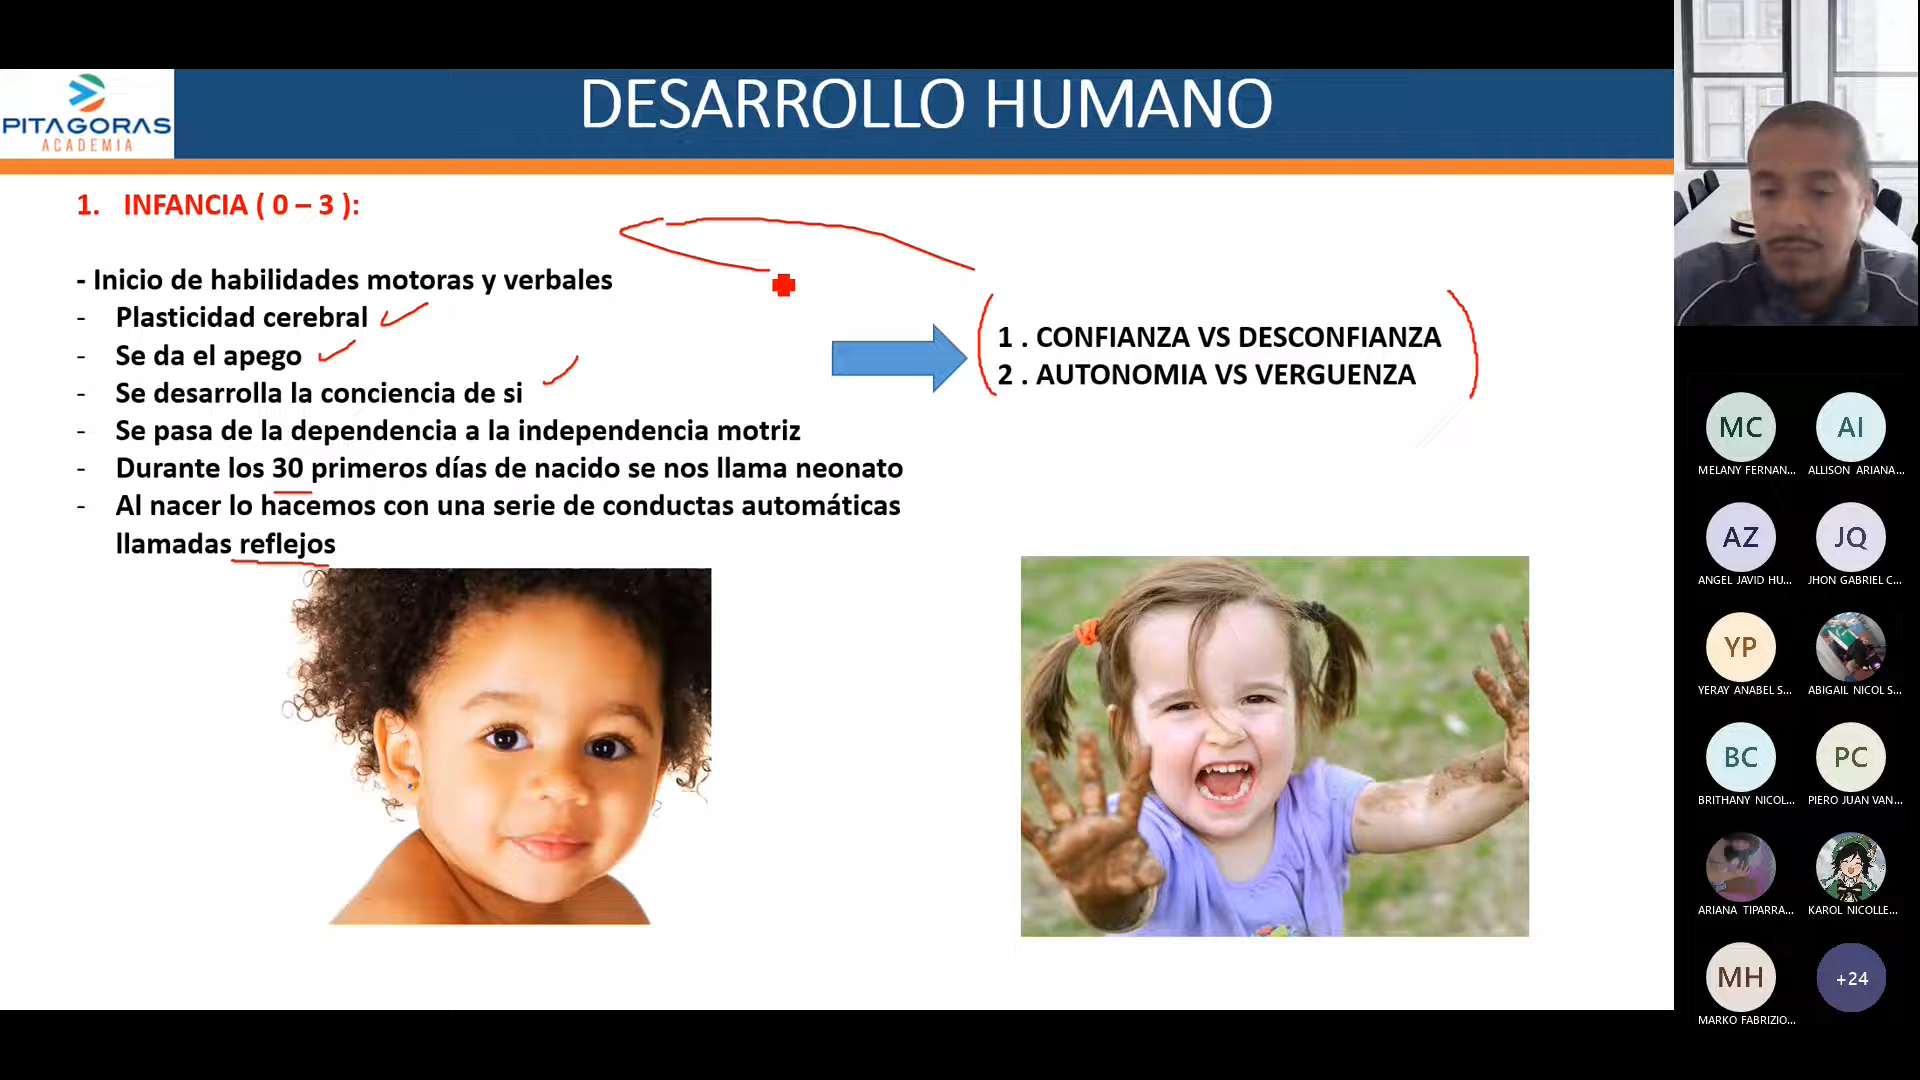 PITAGORAS
ACADEMIA
DESARROLLO HUMANO
1. INFANCIA ( 0 – 3 ):
- Inicio de habilidades motoras y verbales
- Plasticidad cerebral
- Se da el apego
- Se desarrolla la conciencia de si
- Se pasa de la dependencia a la independencia motriz
- Durante los 30 primeros días de nacido se nos llama neonato
- Al nacer lo hacemos con una serie de conductas automáticas
llamadas reflejos
1 . CONFIANZA VS DESCONFIANZA
2 . AUTONOMIA VS VERGUENZA
MC
MELANY FERNAN...
AI
ALLISON ARIANA...
AZ
ANGEL JAVID HU...
JQ
JHON GABRIEL C...
YP
YERAY ANABEL S...
ABIGAIL NICOL S...
BC
BRITHANY NICOL...
PC
PIERO JUAN VAN...
ARIANA TIPARRA...
KAROL NICOLLE...
MH
MARKO FABRIZIO...
+24